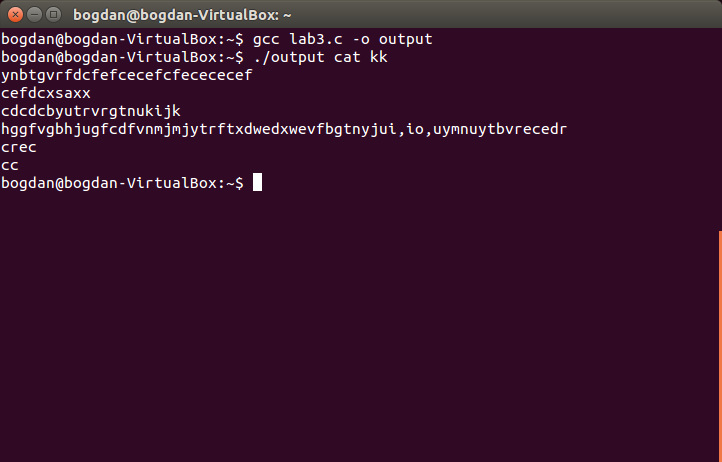 bogdan@bogdan-VirtualBox: ~
bogdan@bogdan-VirtualBox:~$ gcc lab3.c -o output
bogdan@bogdan-VirtualBox:~$ ./output cat kk
ynbtgvrfdcfefcecefcfecececef
cefdcxsaxx
cdcdcbyutrvrgtnukijk
hggfvgbhjugfcdfvnmjmjytrftxdwedxwevfbgtnyjui,io,uymnuytbvrecedr
crec
cc
bogdan@bogdan-VirtualBox:~$